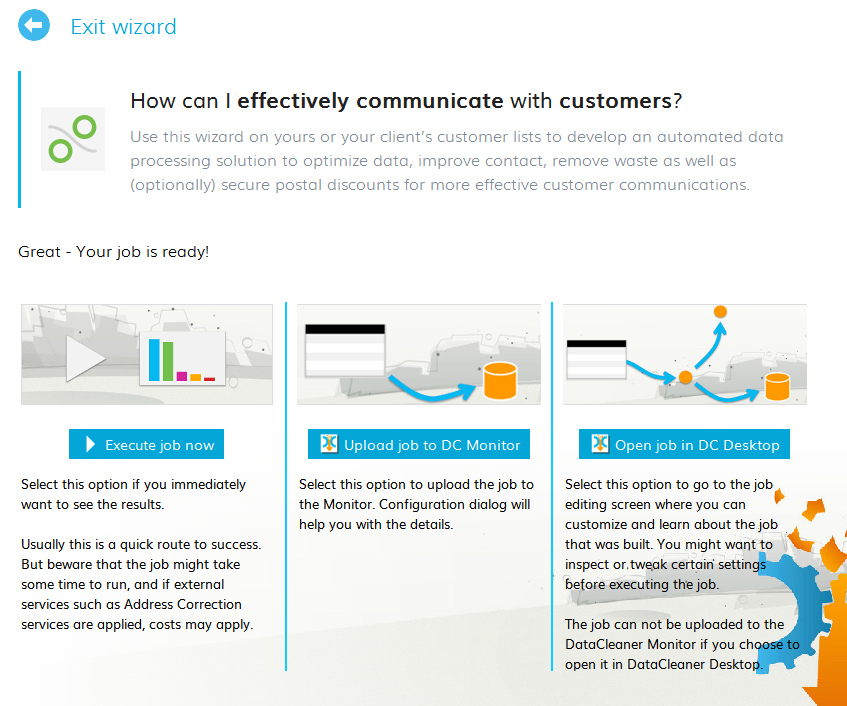 Exit wizard
How can I effectively communicate with customers?
Use this wizard on yours or your client's customer lists to develop an automated data
processing solution to optimize data, improve contact, remove waste as well as
(optionally) secure postal discounts for more effective customer communications.
Great - Your job is ready!
Execute job now
Select this option if you immediately
want to see the results.
Usually this is a quick route to success.
But beware that the job might take
some time to run, and if external
services such as Address Correction
services are applied, costs may apply.
Upload job to DC Monitor
Select this option to upload the job to
the Monitor. Configuration dialog will
help you with the details.
Open job in DC Desktop
Select this option to go to the job
editing screen where you can
customize and learn about the job
that was built. You might want to
inspect or tweak certain settings
before executing the job.
The job can not be uploaded to the
DataCleaner Monitor if you choose to
open it in DataCleaner Desktop.